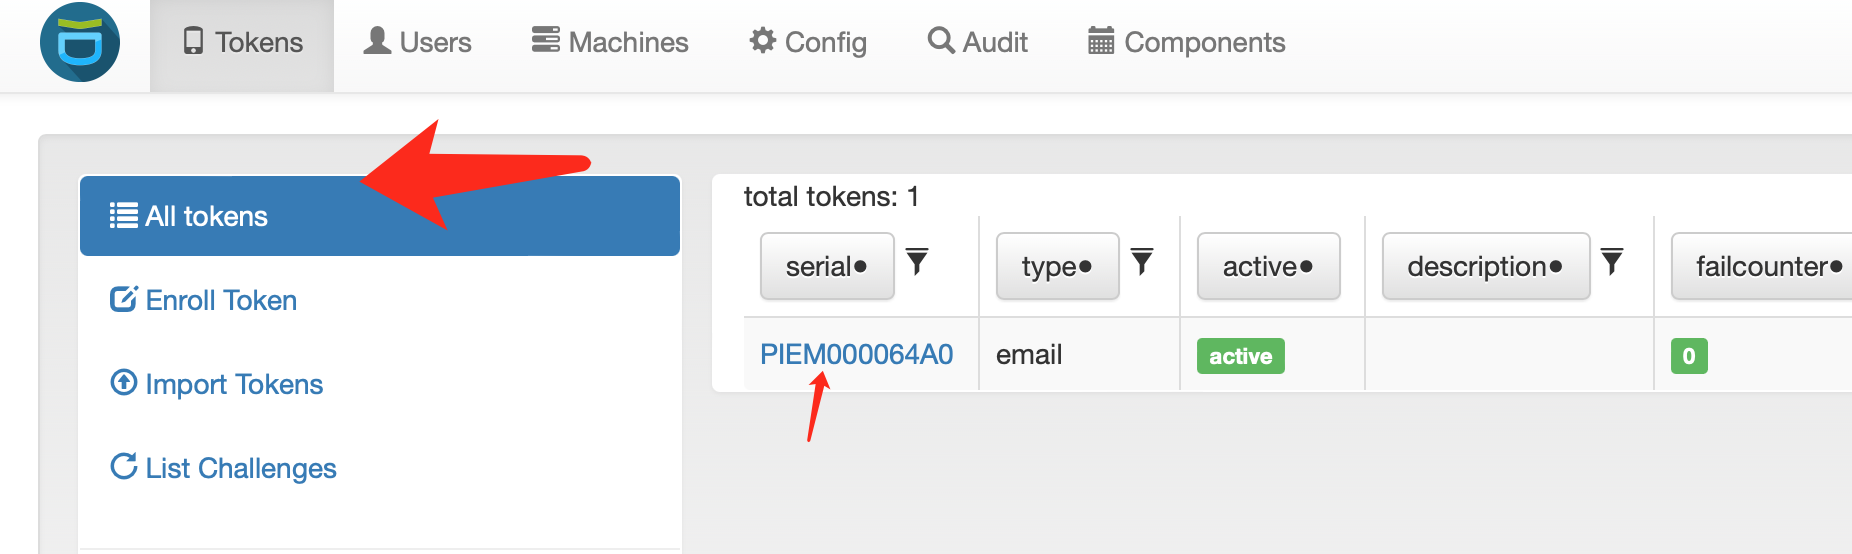 Tokens Users Machines Config Audit Components
All tokens
Enroll Token
Import Tokens
List Challenges
total tokens: 1
serial● type● active● description● failcounter●
PIEM000064A0 email active 0